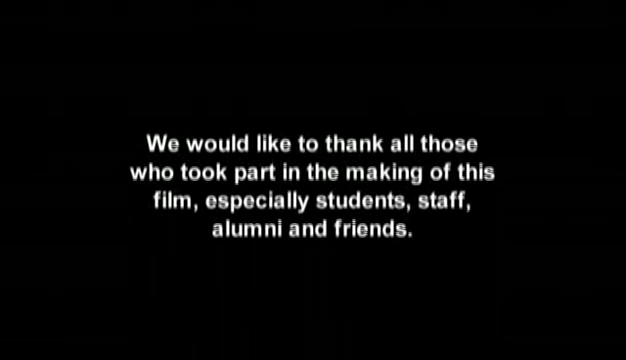 We would like to thank all those
who took part in the making of this
film, especially students, staff,
alumni and friends.